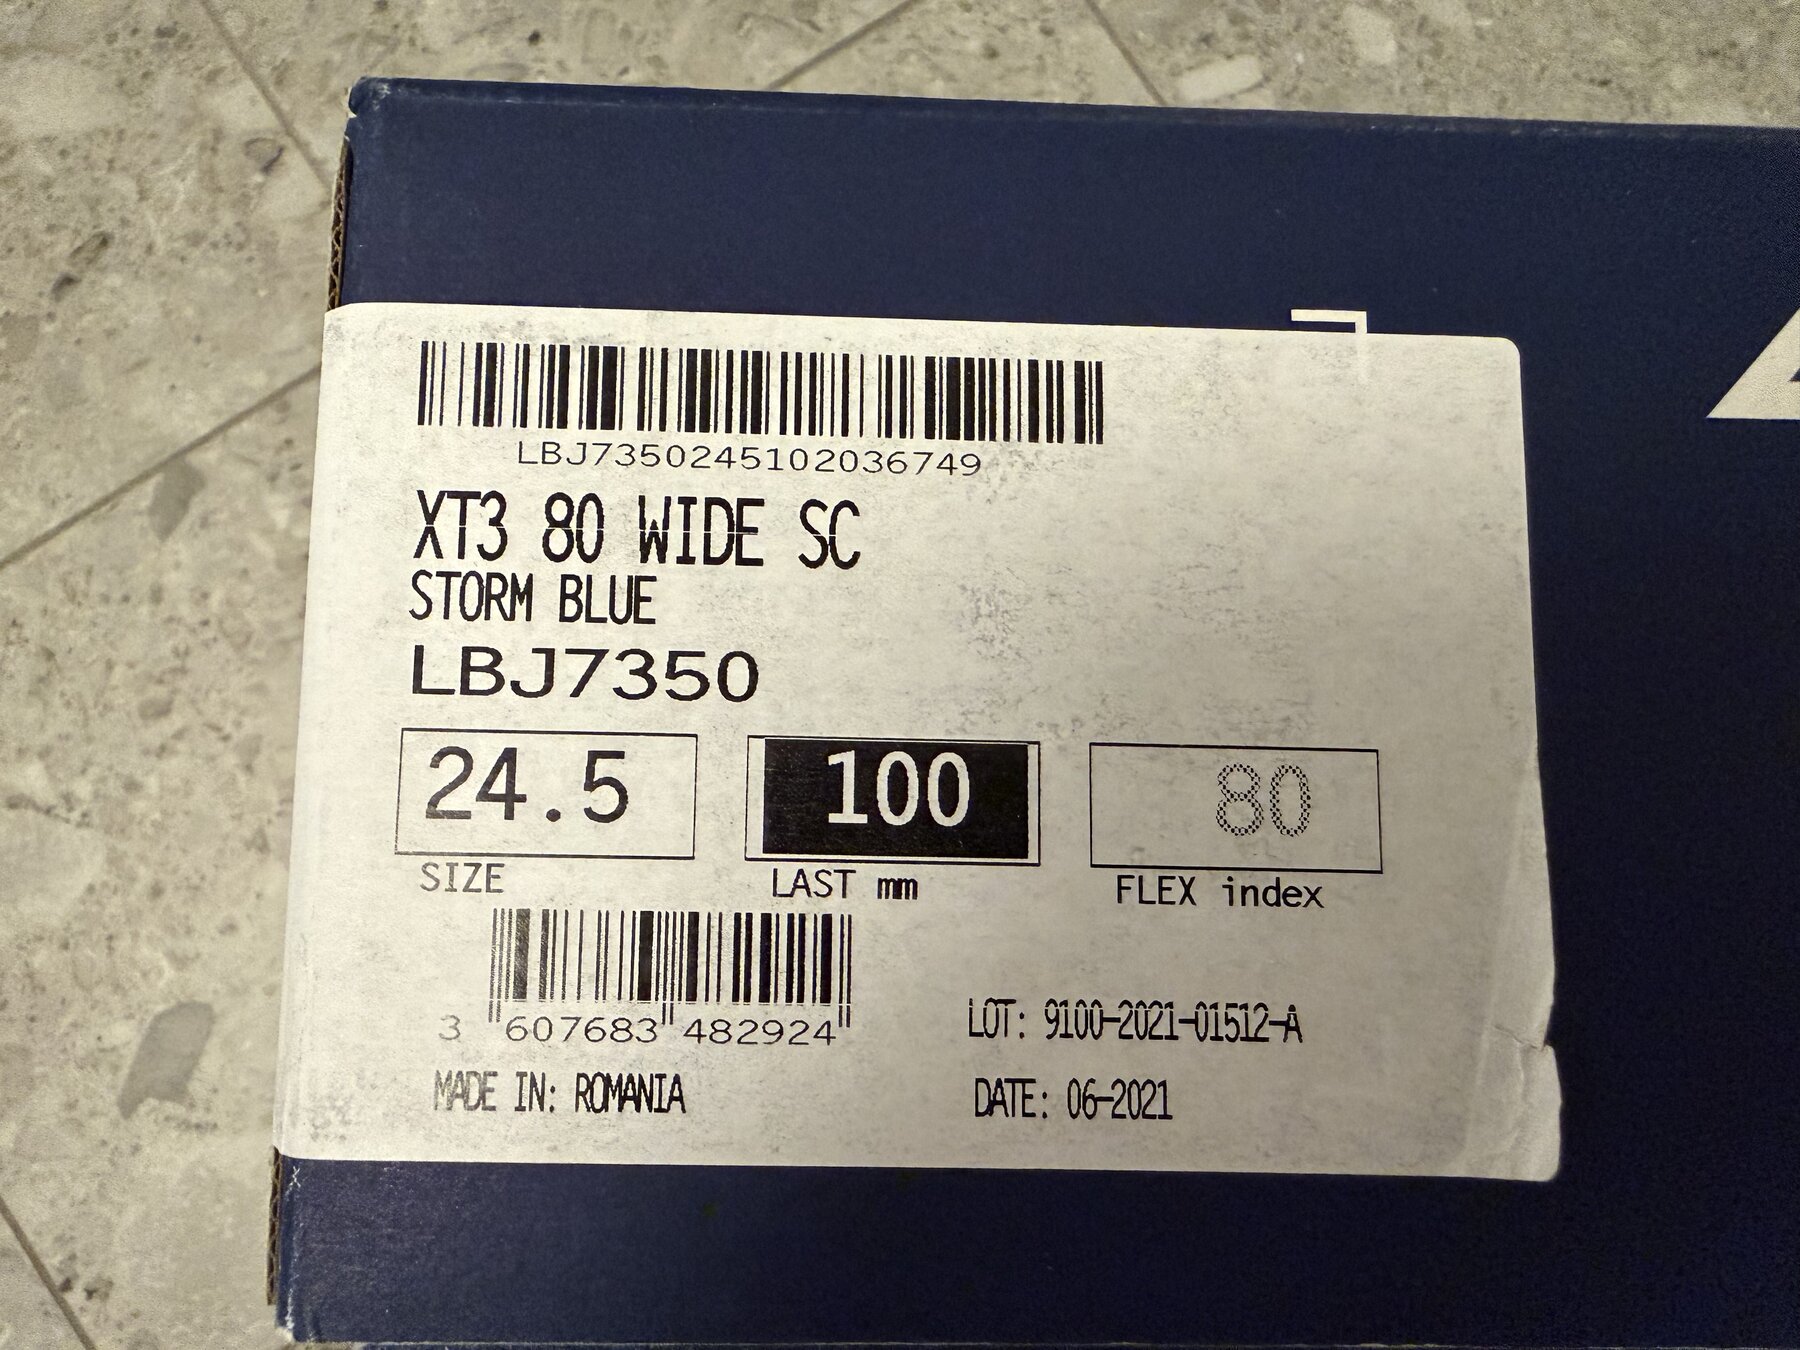 LBJ7350245102036749
XT3 80 WIDE SC
STORM BLUE
LBJ7350
24.5 100 80
SIZE LAST mm FLEX index
3 607683 482924
LOT: 9100-2021-01512-A
MADE IN: ROMANIA
DATE: 06-2021